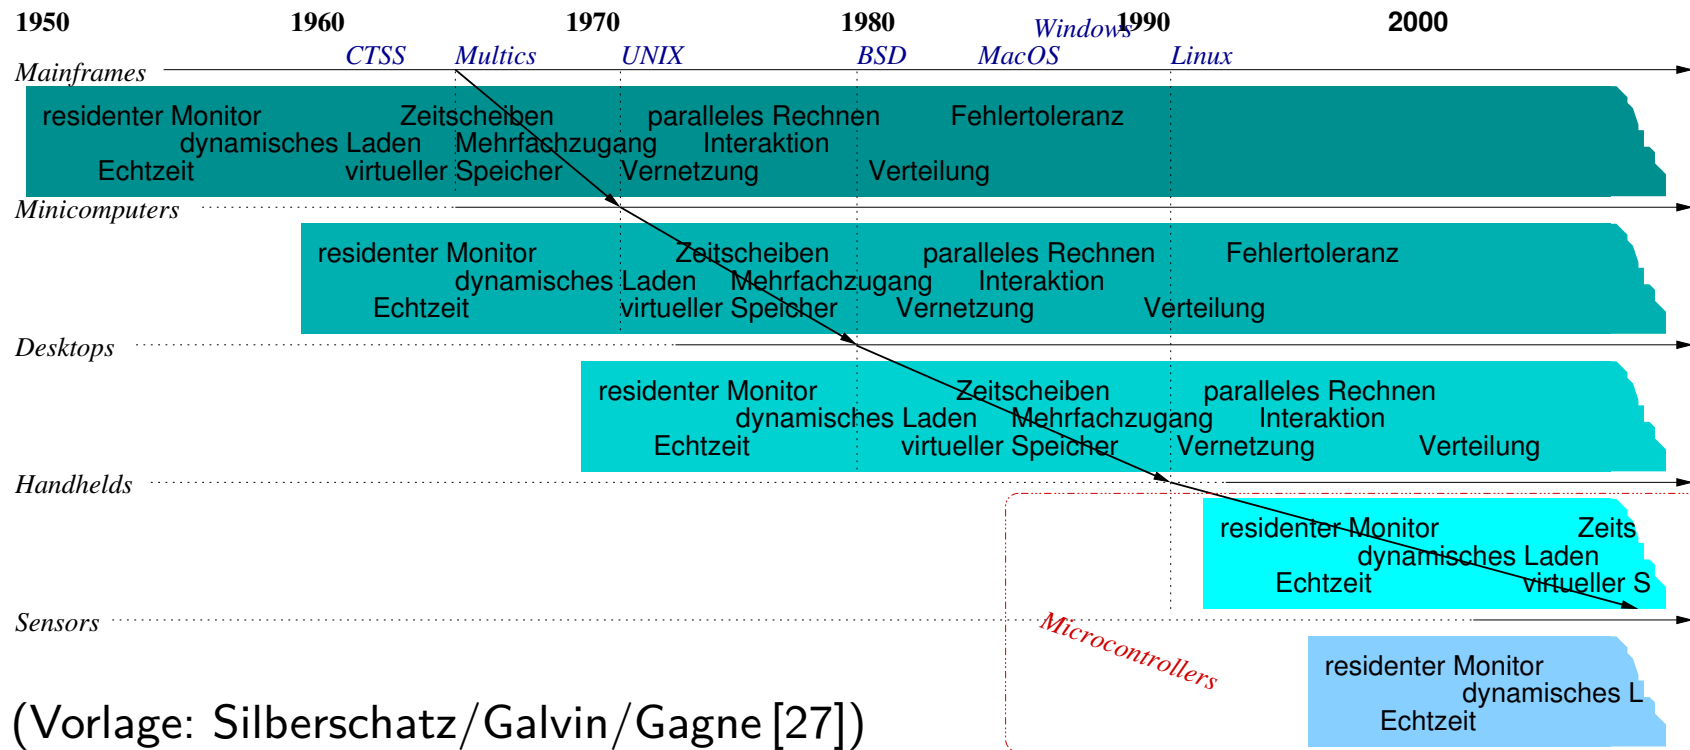 1950 1960 1970 1980 1990 2000
Windows
CTSS Multics UNIX BSD MacOS Linux
Mainframes
residenter Monitor Zeitscheiben paralleles Rechnen Fehlertoleranz
dynamisches Laden Mehrfachzugang Interaktion
Echtzeit virtueller Speicher Vernetzung Verteilung
Minicomputers
residenter Monitor Zeitscheiben paralleles Rechnen Fehlertoleranz
dynamisches Laden Mehrfachzugang Interaktion
Echtzeit virtueller Speicher Vernetzung Verteilung
Desktops
residenter Monitor Zeitscheiben paralleles Rechnen
dynamisches Laden Mehrfachzugang Interaktion
Echtzeit virtueller Speicher Vernetzung Verteilung
Handhelds
residenter Monitor Zeits
dynamisches Laden
Echtzeit virtueller S
Sensors
Microcontrollers
residenter Monitor
dynamisches L
Echtzeit
(Vorlage: Silberschatz/Galvin/Gagne [27])